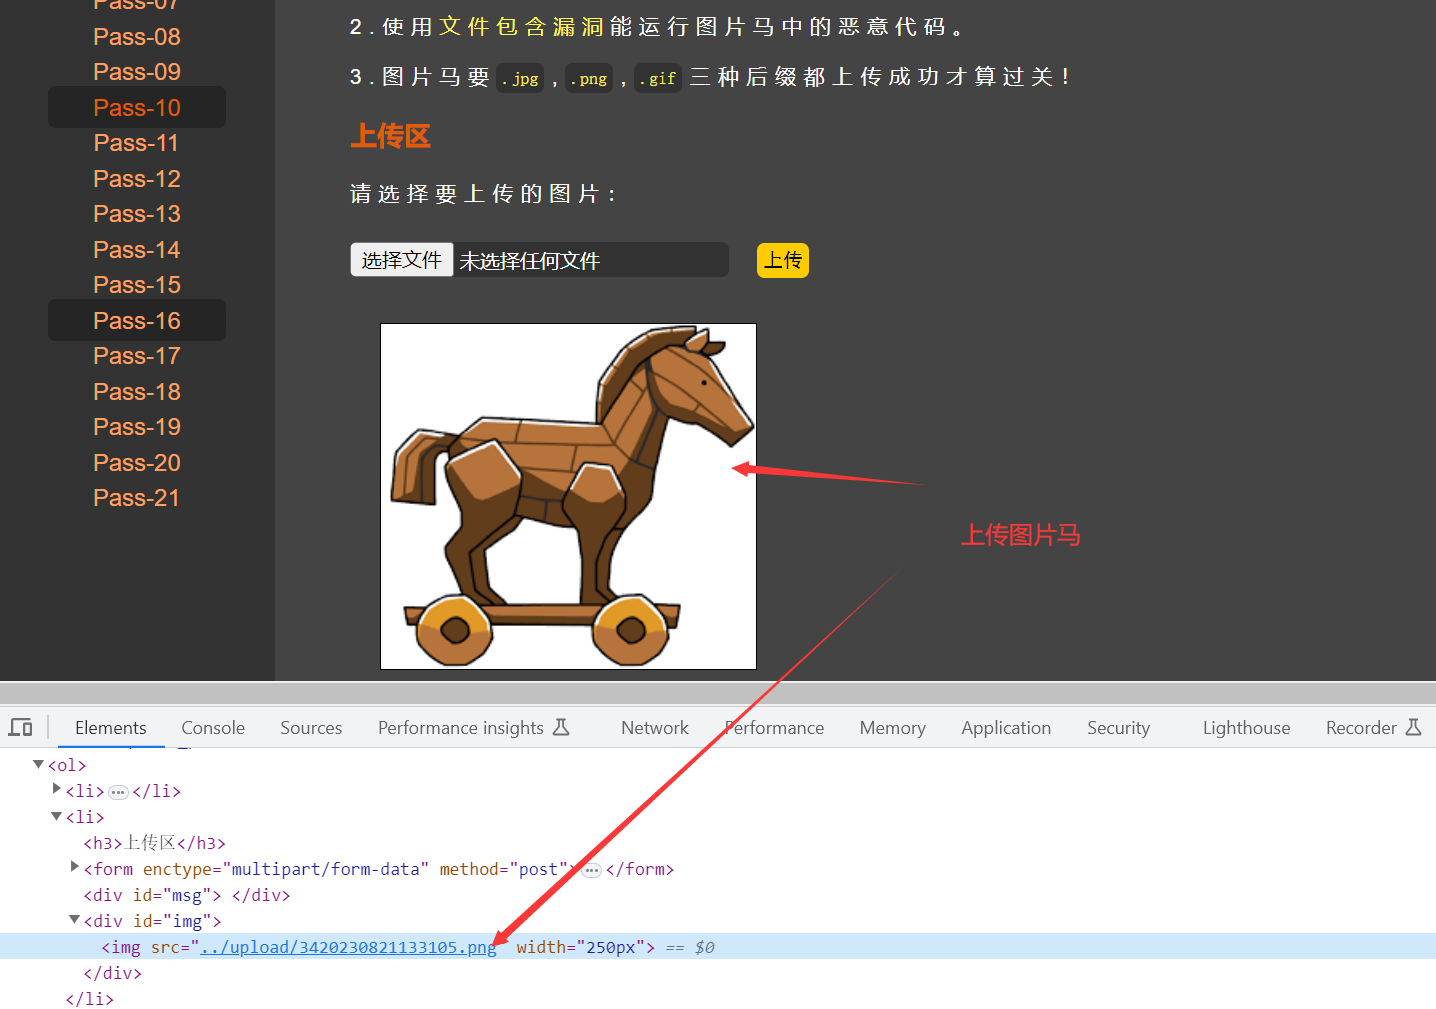 Pass-07
Pass-08
Pass-09
Pass-10
Pass-11
Pass-12
Pass-13
Pass-14
Pass-15
Pass-16
Pass-17
Pass-18
Pass-19
Pass-20
Pass-21
2.使用文件包含漏洞能运行图片马中的恶意代码。
3.图片马要.jpg,.png,.gif三种后缀都上传成功才算过关!
上传区
请选择要上传的图片:
选择文件 未选择任何文件 上传
上传图片马
Elements Console Sources Performance insights Network Performance Memory Application Security Lighthouse Recorder
<ol>
<li>…</li>
<li>
<h3>上传区</h3>
<form enctype="multipart/form-data" method="post">…</form>
<div id="msg"> </div>
<div id="img">
<img src="../upload/3420230821133105.png" width="250px"> == $0
</div>
</li>